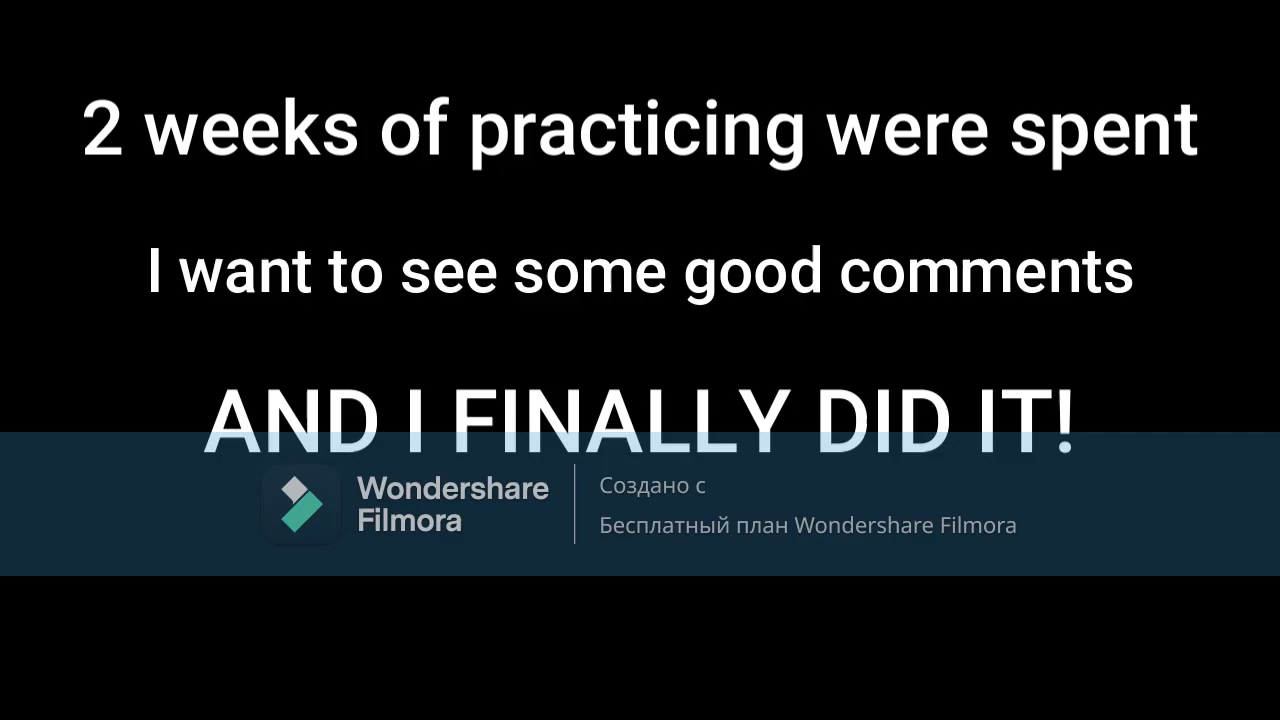 2 weeks of practicing were spent
I want to see some good comments
AND I FINALLY DID IT!
Wondershare
Filmora
Создано с
Бесплатный план Wondershare Filmora